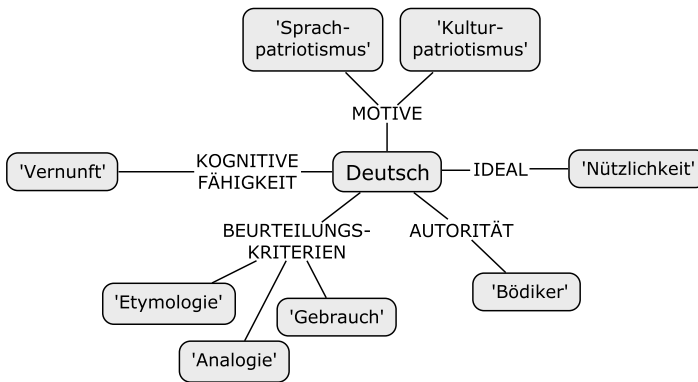 'Sprach-
patriotismus'
'Kultur-
patriotismus'
MOTIVE
'Vernunft'
KOGNITIVE
FÄHIGKEIT
Deutsch
IDEAL
'Nützlichkeit'
BEURTEILUNGS-
KRITERIEN
AUTORITÄT
'Etymologie'
'Analogie'
'Gebrauch'
'Bödiker'